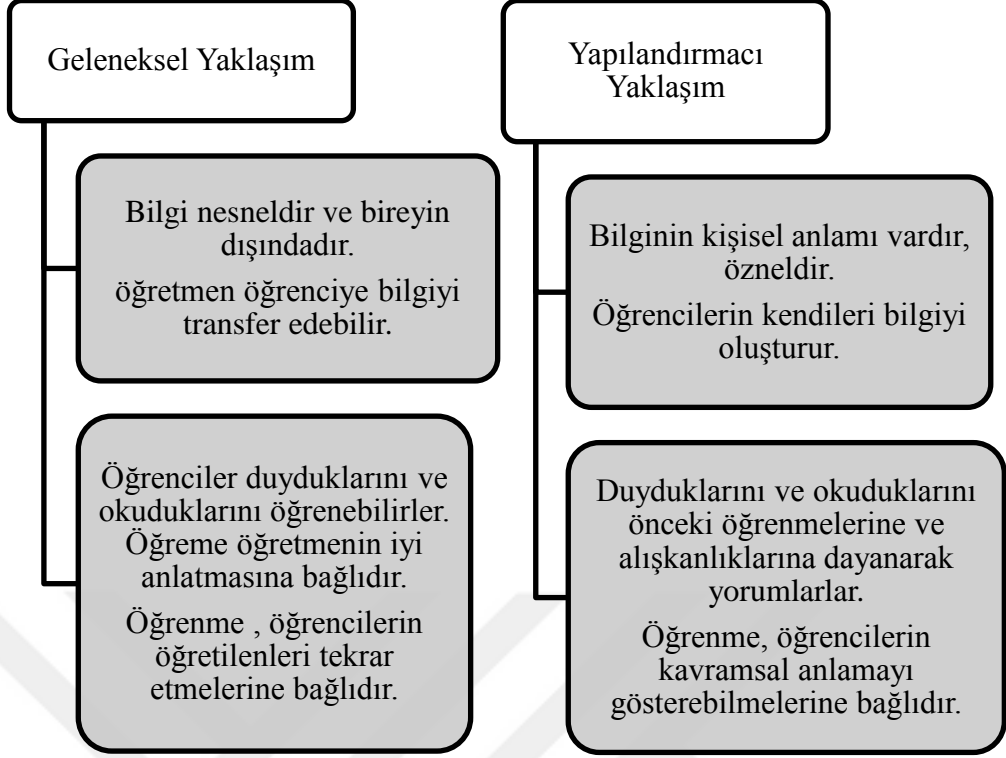 Geleneksel Yaklaşım
Bilgi nesneldir ve bireyin
dışındadır.
öğretmen öğrenciye bilgiyi
transfer edebilir.
Öğrenciler duyduklarını ve
okuduklarını öğrenebilirler.
Öğreme öğretmenin iyi
anlatmasına bağlıdır.
Öğrenme , öğrencilerin
öğretilenleri tekrar
etmelerine bağlıdır.
Yapılandırmacı
Yaklaşım
Bilginin kişisel anlamı vardır,
özneldir.
Öğrencilerin kendileri bilgiyi
oluşturur.
Duyduklarını ve okuduklarını
önceki öğrenmelerine ve
alışkanlıklarına dayanarak
yorumlarlar.
Öğrenme, öğrencilerin
kavramsal anlamayı
gösterebilmelerine bağlıdır.